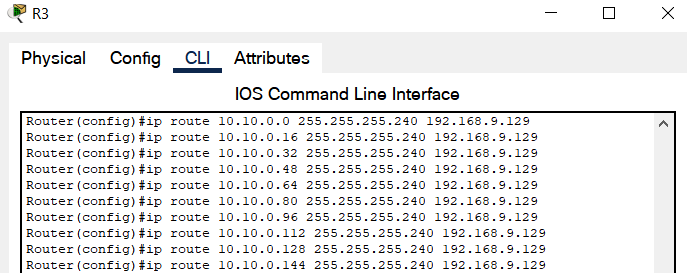 R3
Physical Config CLI Attributes
IOS Command Line Interface
Router(config)#ip route 10.10.0.0 255.255.255.240 192.168.9.129
Router(config)#ip route 10.10.0.16 255.255.255.240 192.168.9.129
Router(config)#ip route 10.10.0.32 255.255.255.240 192.168.9.129
Router(config)#ip route 10.10.0.48 255.255.255.240 192.168.9.129
Router(config)#ip route 10.10.0.64 255.255.255.240 192.168.9.129
Router(config)#ip route 10.10.0.80 255.255.255.240 192.168.9.129
Router(config)#ip route 10.10.0.96 255.255.255.240 192.168.9.129
Router(config)#ip route 10.10.0.112 255.255.255.240 192.168.9.129
Router(config)#ip route 10.10.0.128 255.255.255.240 192.168.9.129
Router(config)#ip route 10.10.0.144 255.255.255.240 192.168.9.129